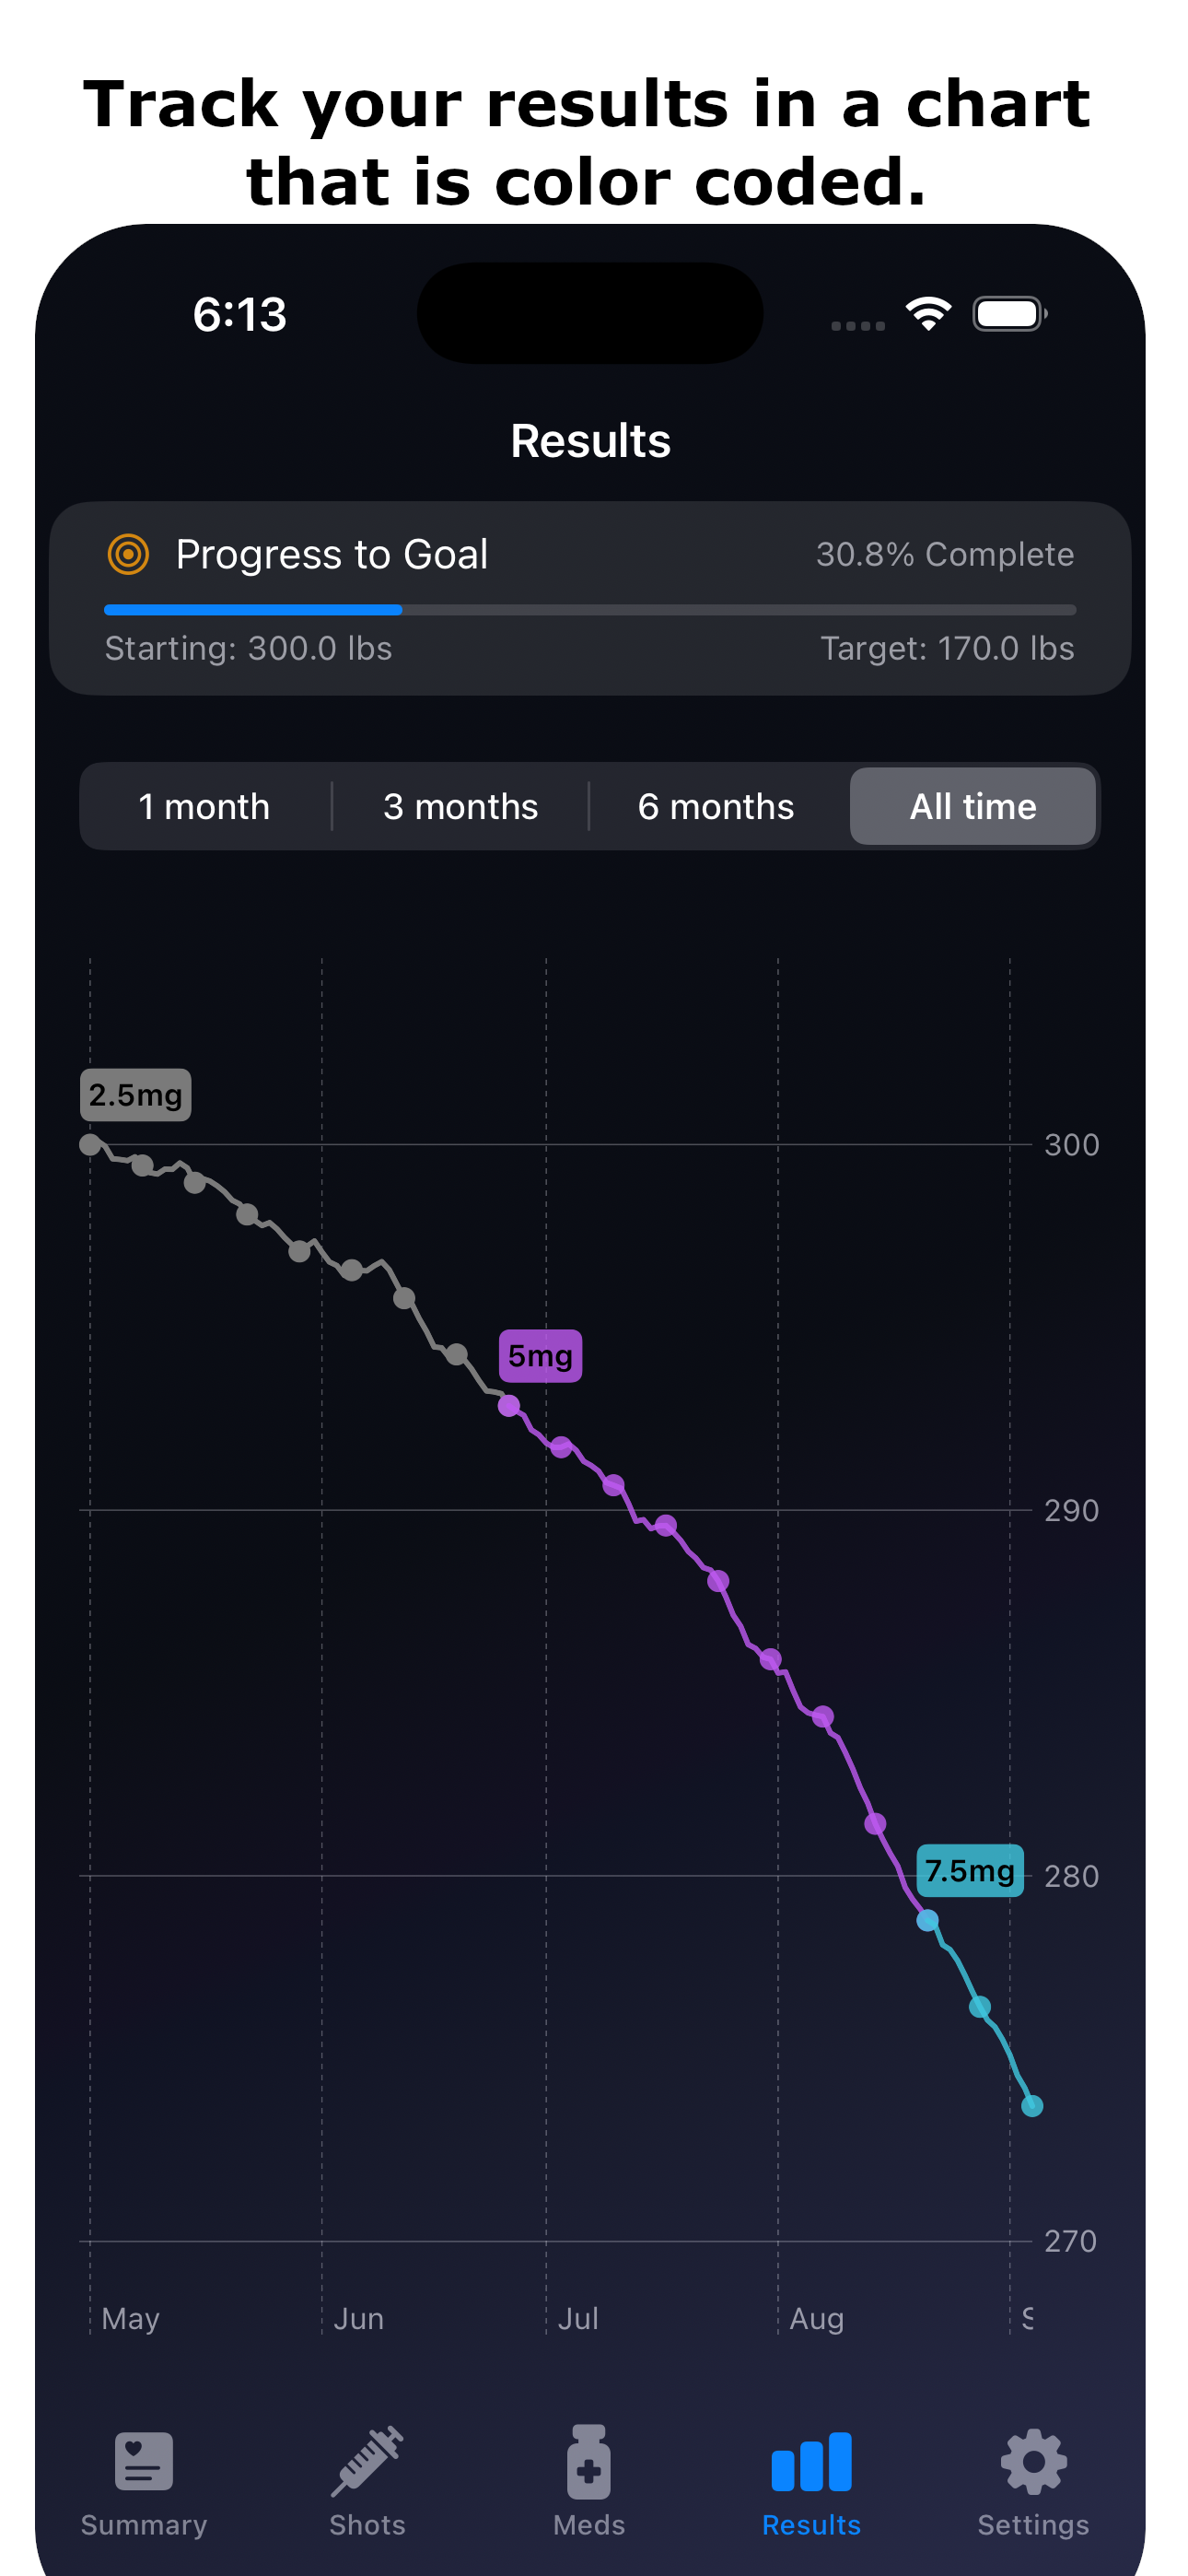 Track your results in a chart
that is color coded.
6:13
Results
Progress to Goal
30.8% Complete
Starting: 300.0 lbs
Target: 170.0 lbs
1 month
3 months
6 months
All time
2.5mg
300
5mg
290
7.5mg
280
270
May
Jun
Jul
Aug
Summary
Shots
Meds
Results
Settings